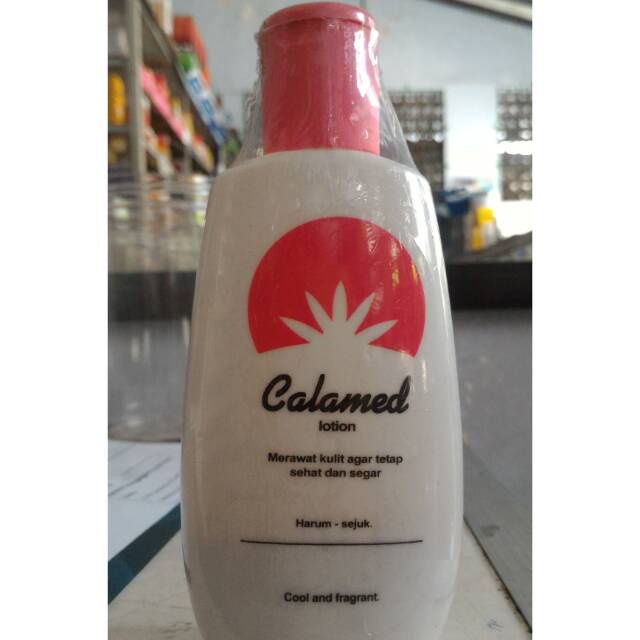 Calamed
lotion
Merawat kulit agar tetap
sehat dan segar
Harum - sejuk.
Cool and fragrant.